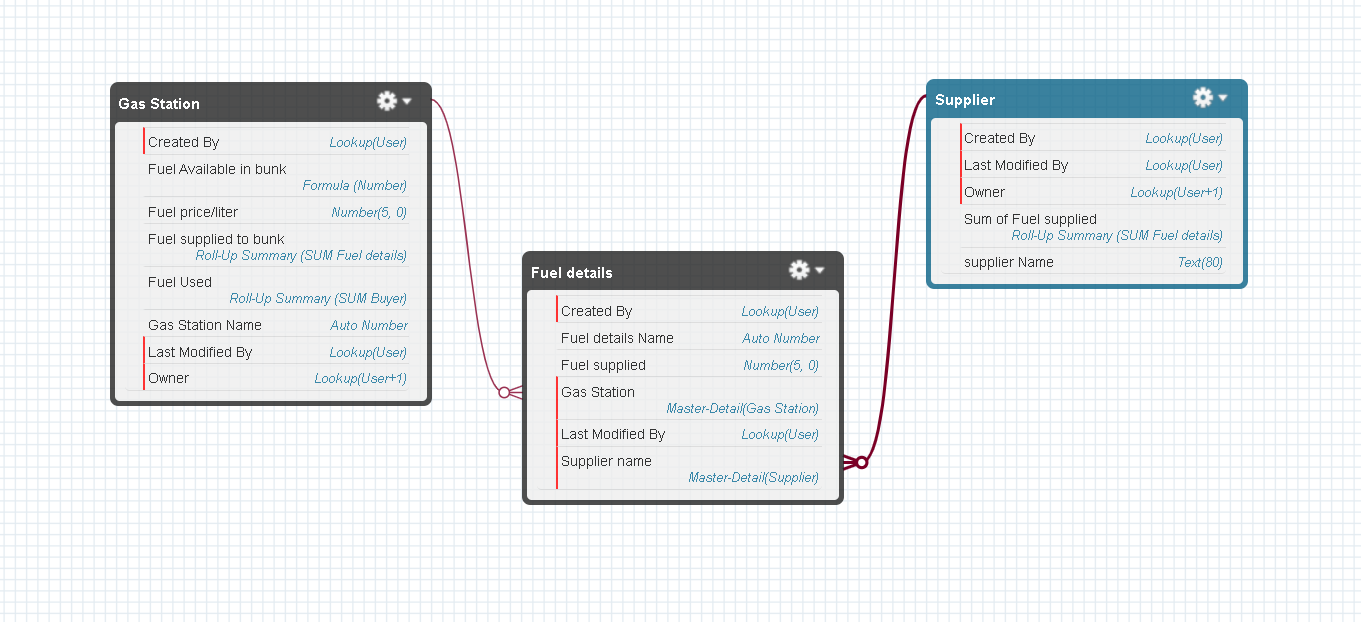 Gas Station
Created By Lookup(User)
Fuel Available in bunk
Formula (Number)
Fuel price/liter Number(5, 0)
Fuel supplied to bunk
Roll-Up Summary (SUM Fuel details)
Fuel Used
Roll-Up Summary (SUM Buyer)
Gas Station Name Auto Number
Last Modified By Lookup(User)
Owner Lookup(User+1)
Fuel details
Created By Lookup(User)
Fuel details Name Auto Number
Fuel supplied Number(5, 0)
Gas Station
Master-Detail(Gas Station)
Last Modified By Lookup(User)
Supplier name
Master-Detail(Supplier)
Supplier
Created By Lookup(User)
Last Modified By Lookup(User)
Owner Lookup(User+1)
Sum of Fuel supplied
Roll-Up Summary (SUM Fuel details)
supplier Name Text(80)